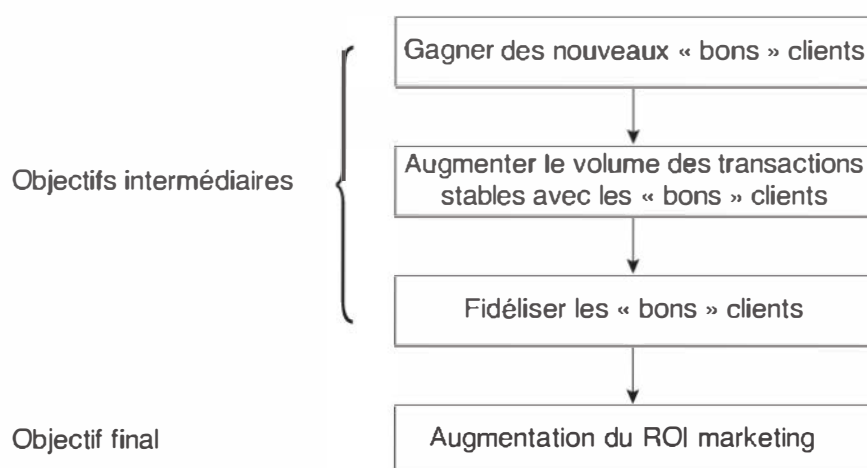 Gagner des nouveaux « bons » clients
Objectifs intermédiaires
Augmenter le volume des transactions
stables avec les « bons » clients
Fidéliser les « bons » clients
Objectif final
Augmentation du ROI marketing